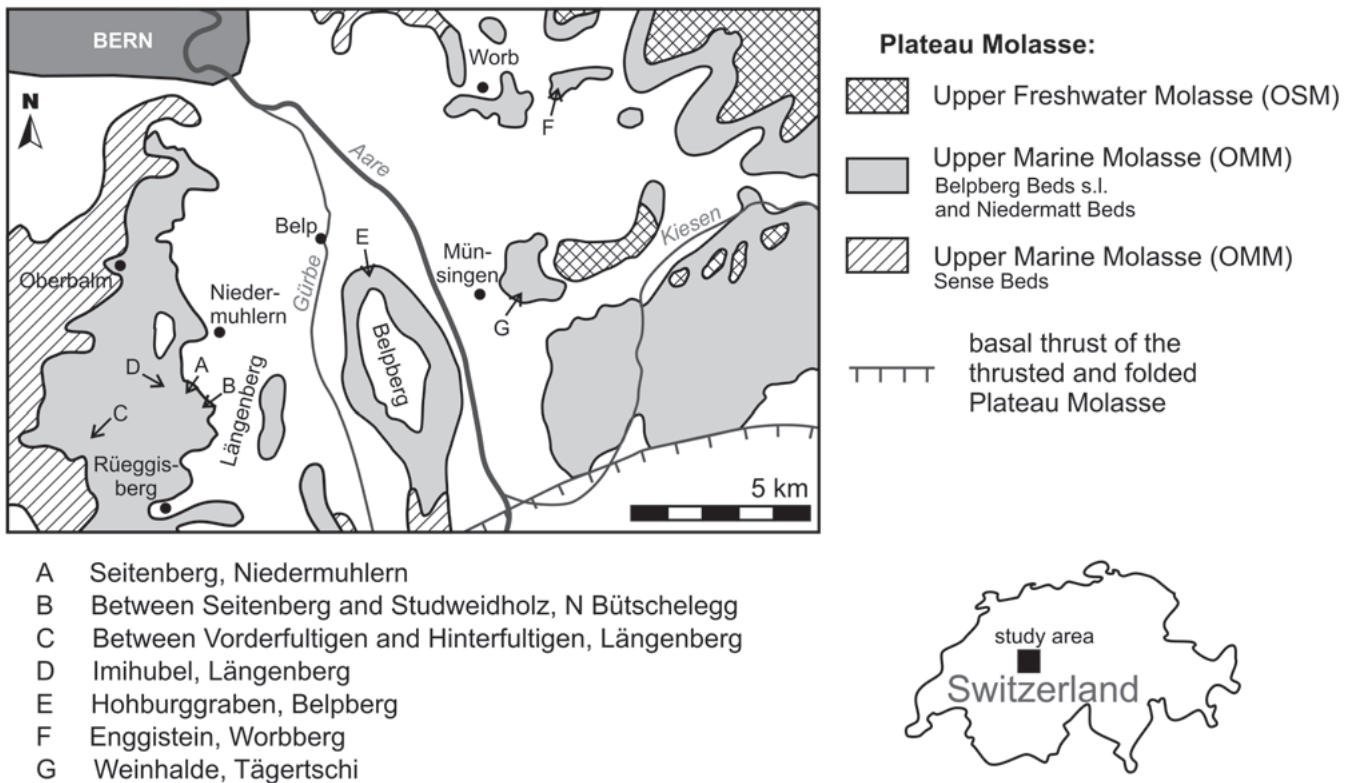 BERN
N
Worb
F
Aare
Belp
E
Mün-
singen
Kiesen
Gürbe
Oberbalm
Nieder-
muhlern
G
Belpberg
D
A
B
C
Längenberg
Rüeggis-
berg
5 km
Plateau Molasse:
Upper Freshwater Molasse (OSM)
Upper Marine Molasse (OMM)
Belpberg Beds s.l.
and Niedermatt Beds
Upper Marine Molasse (OMM)
Sense Beds
basal thrust of the
thrusted and folded
Plateau Molasse
A Seitenberg, Niedermuhlern
B Between Seitenberg and Studweidholz, N Bütschelegg
C Between Vorderfultigen and Hinterfultigen, Längenberg
D Imihubel, Längenberg
E Hohburggraben, Belpberg
F Enggistein, Worbberg
G Weinhalde, Tägertschi
study area
Switzerland